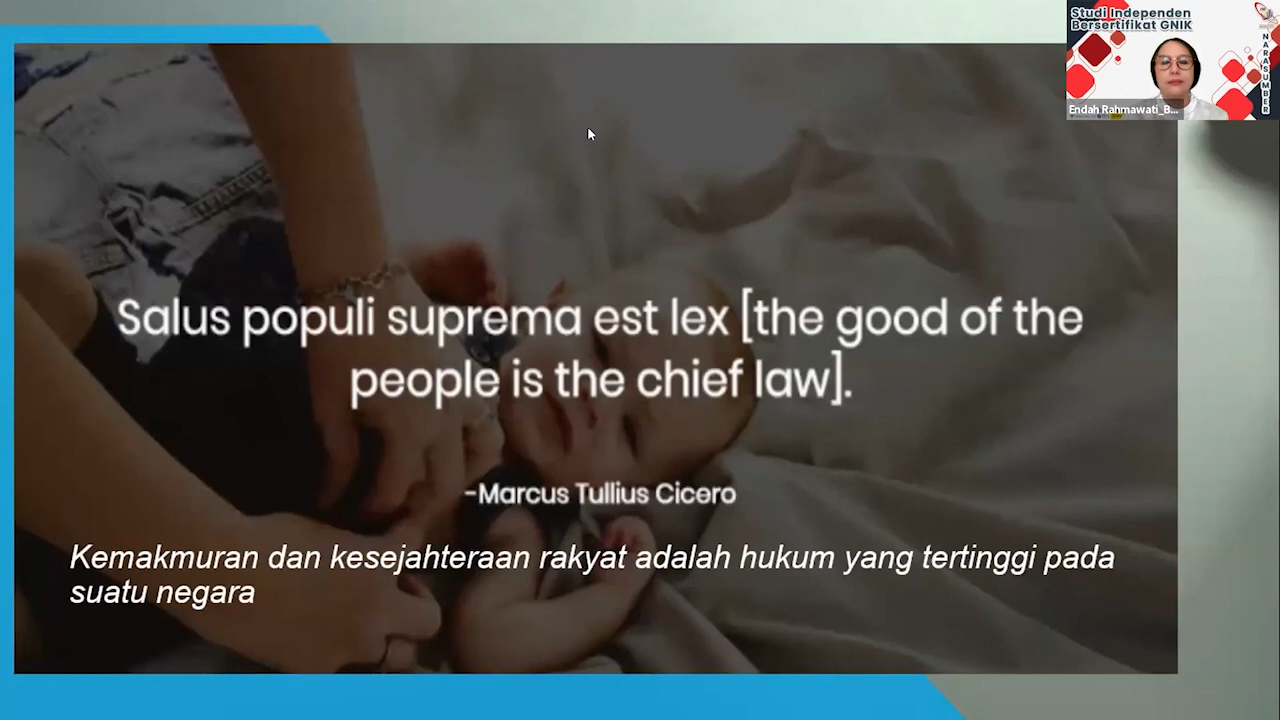 Studi Independen
Bersertifikat GNIK
NARASUMBER
Endah Rahmawati_B...
Salus populi suprema est lex [the good of the
people is the chief law].
-Marcus Tullius Cicero
Kemakmuran dan kesejahteraan rakyat adalah hukum yang tertinggi pada
suatu negara